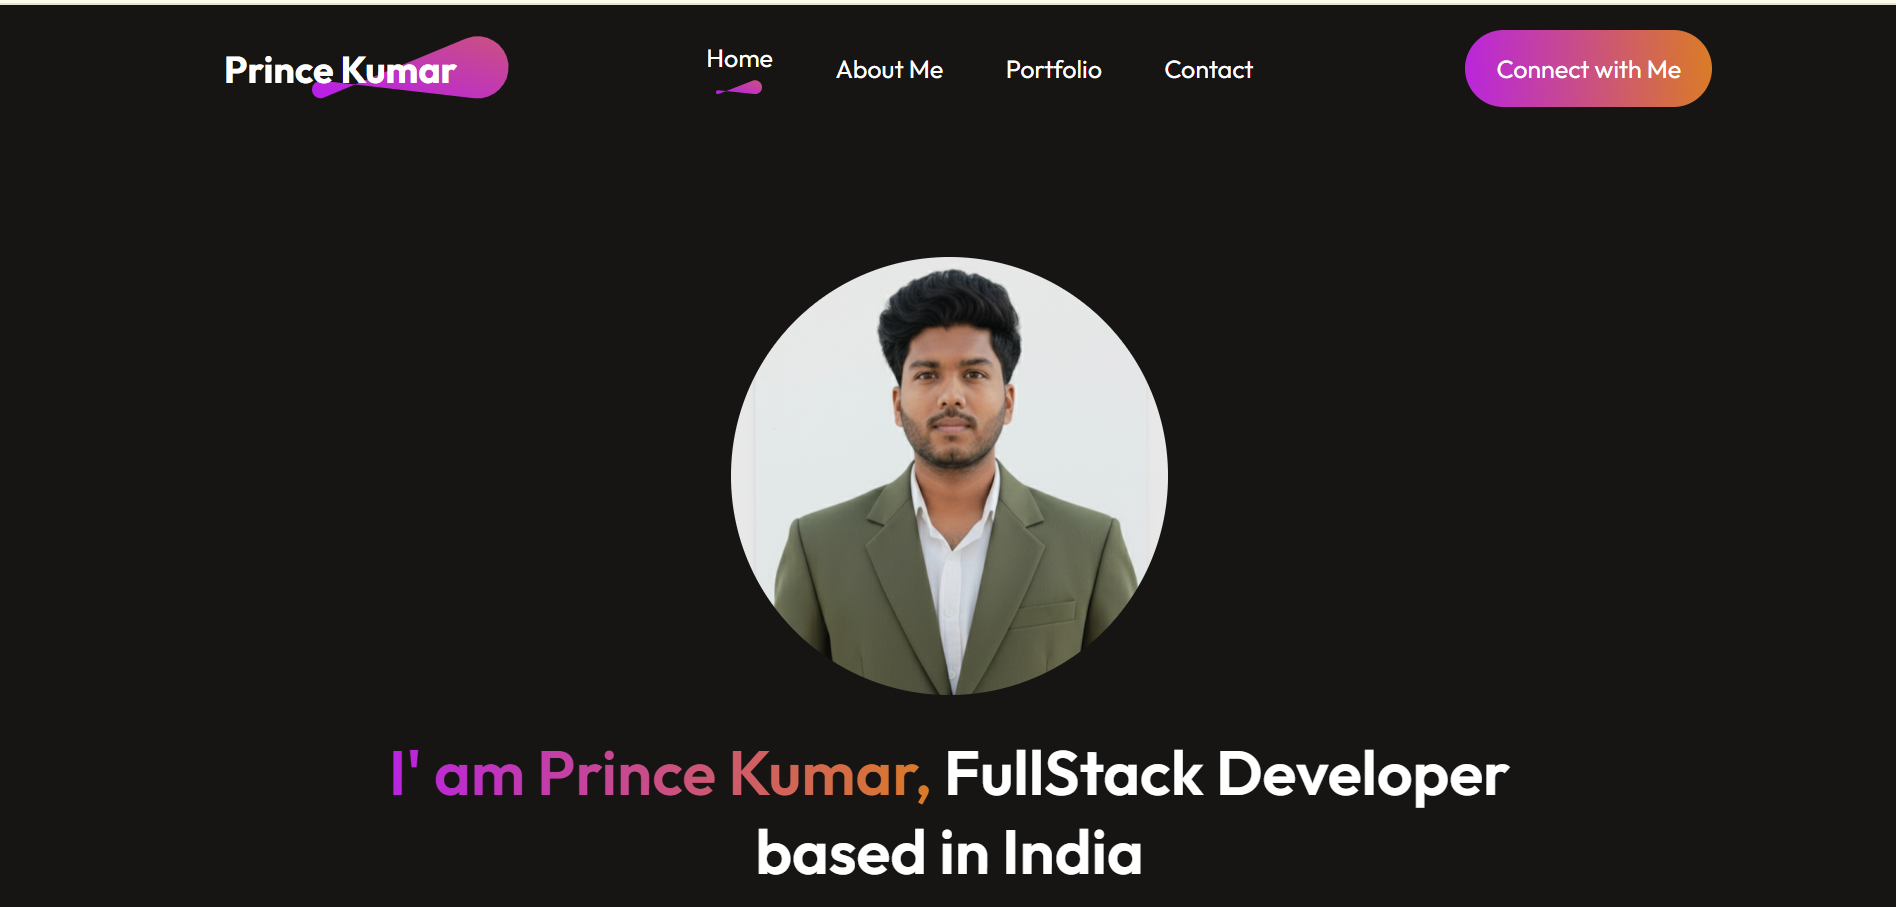 Prince Kumar
Home
About Me
Portfolio
Contact
Connect with Me
I' am Prince Kumar, FullStack Developer
based in India